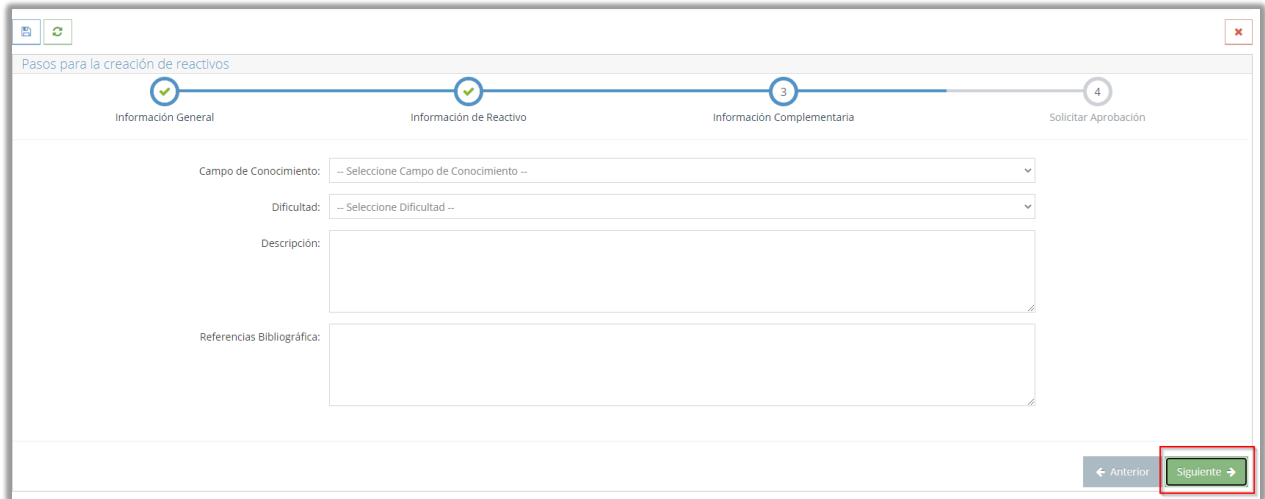 Pasos para la creación de reactivos
3
4
Información General
Información de Reactivo
Información Complementaria
Solicitar Aprobación
Campo de Conocimiento:
-- Seleccione Campo de Conocimiento --
Dificultad:
-- Seleccione Dificultad --
Descripción:
Referencias Bibliográfica:
Anterior
Siguiente